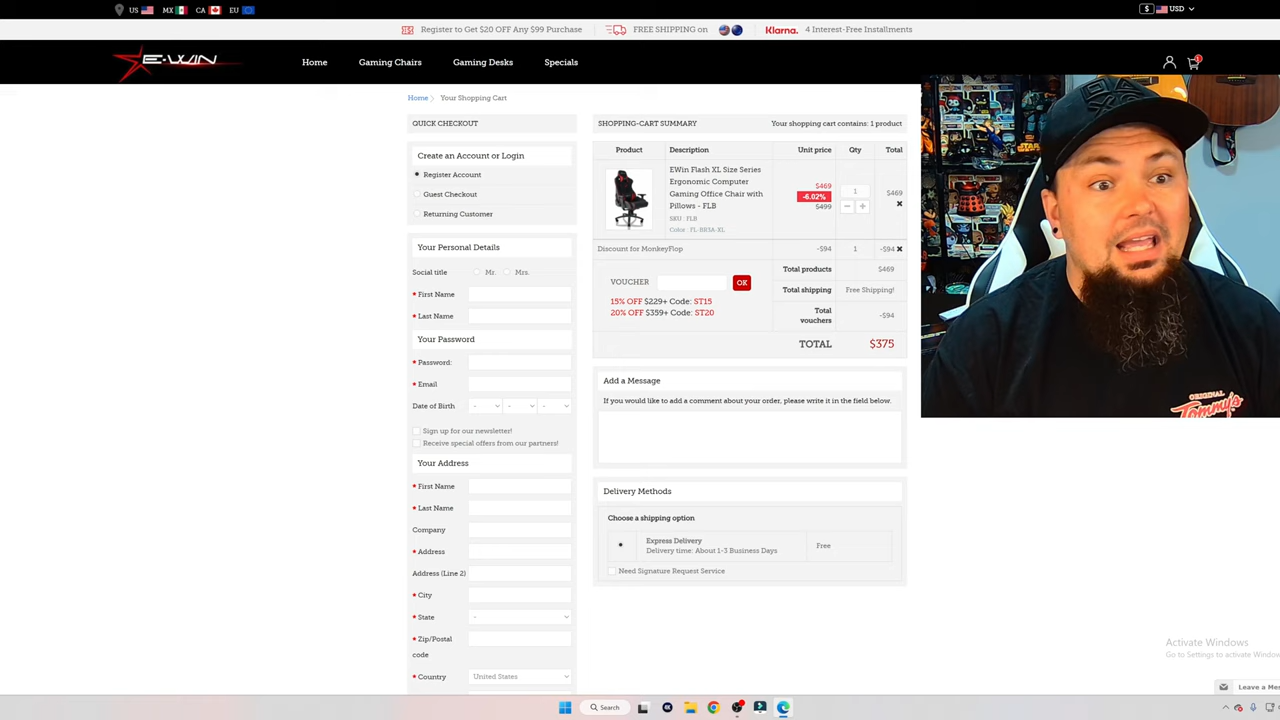 US MX CA EU
$ USD
Register to Get $20 OFF Any $99 Purchase
FREE SHIPPING on
Klarna. 4 Interest-Free Installments
E-WIN
Home Gaming Chairs Gaming Desks Specials
1
Home Your Shopping Cart
QUICK CHECKOUT
Create an Account or Login
Register Account
Guest Checkout
Returning Customer
Your Personal Details
Social title Mr. Mrs.
* First Name
* Last Name
Your Password
* Password:
* Email
Date of Birth - - -
Sign up for our newsletter!
Receive special offers from our partners!
Your Address
* First Name
* Last Name
Company
* Address
Address (Line 2)
* City
* State -
* Zip/Postal
code
* Country United States
SHOPPING-CART SUMMARY Your shopping cart contains: 1 product
Product Description Unit price Qty Total
EWin Flash XL Size Series
Ergonomic Computer
Gaming Office Chair with
Pillows - FLB
SKU : FLB
Color : FL-BR3A-XL
$469
-6.02%
$499
1
$469
Discount for MonkeyFlop -$94 1 -$94
VOUCHER OK
15% OFF $229+ Code: ST15
20% OFF $359+ Code: ST20
Total products $469
Total shipping Free Shipping!
Total
vouchers
-$94
TOTAL $375
Add a Message
If you would like to add a comment about your order, please write it in the field below.
Delivery Methods
Choose a shipping option
Express Delivery
Delivery time: About 1-3 Business Days
Free
Need Signature Request Service
ORIGINAL
Tommy's
Activate Windows
Go to Settings to activate Window
Leave a Me
Search